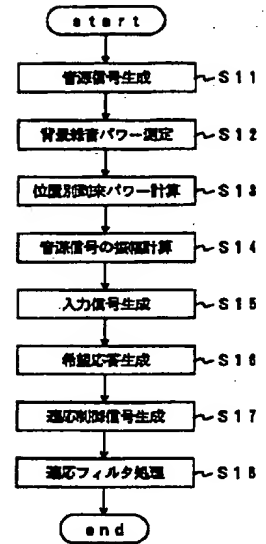 start
音源信号生成 S11
背景雑音パワー測定 S12
位置別到来パワー計算 S13
音源信号の振幅計算 S14
入力信号生成 S15
希望応答生成 S16
適応制御信号生成 S17
適応フィルタ処理 S18
end